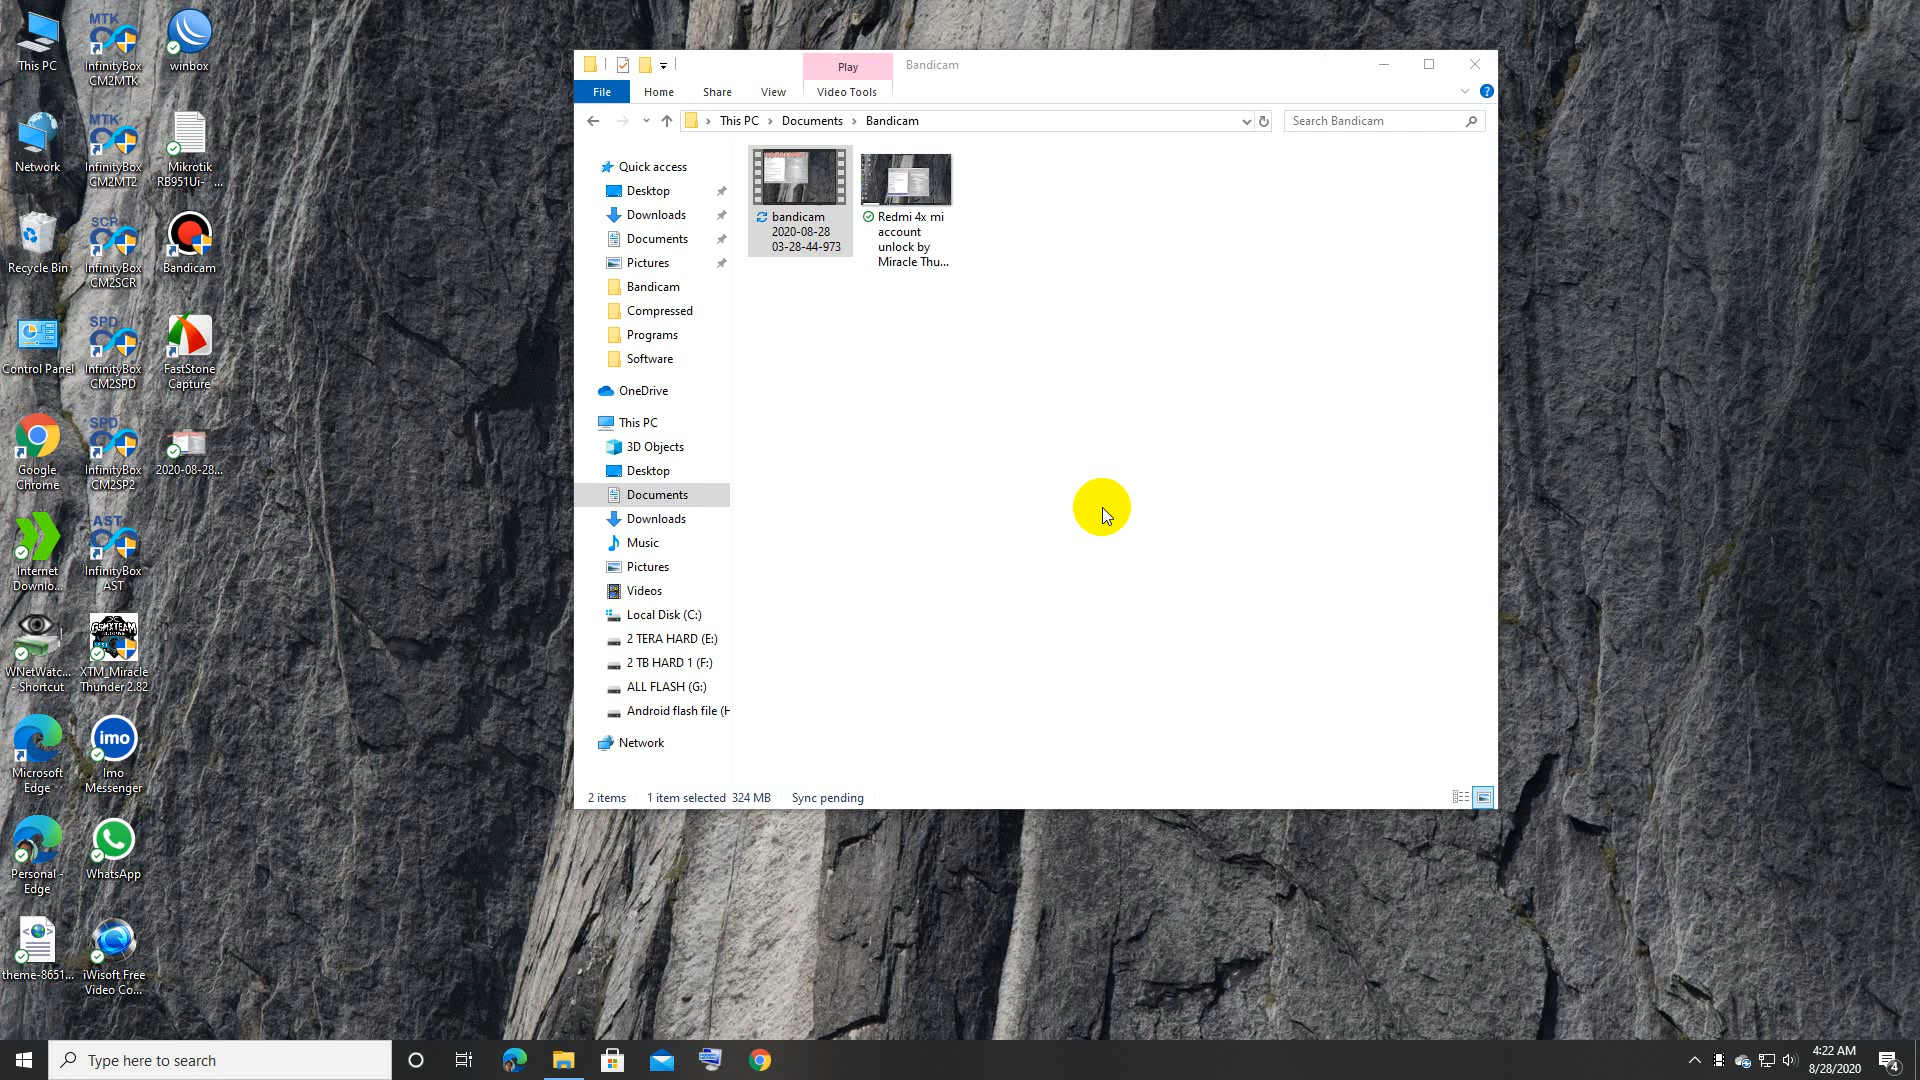 This PC
MTK
InfinityBox
CM2MTK
winbox
Network
MTK
InfinityBox
CM2MT2
Mikrotik
RB951Ui- ...
Recycle Bin
SCR
InfinityBox
CM2SCR
Bandicam
Control Panel
SPD
InfinityBox
CM2SPD
FastStone
Capture
Google
Chrome
SPD
InfinityBox
CM2SP2
2020-08-28...
Internet
Downlo...
AST
InfinityBox
AST
WNetWatc...
- Shortcut
GSMXTEAM
XTM_Miracle
Thunder 2.82
Microsoft
Edge
imo
Imo
Messenger
Personal -
Edge
WhatsApp
theme-8651...
iWisoft Free
Video Co...
Play
Bandicam
File
Home
Share
View
Video Tools
?
This PC
Documents
Bandicam
Search Bandicam
Quick access
Desktop
Downloads
Documents
Pictures
Bandicam
Compressed
Programs
Software
OneDrive
This PC
3D Objects
Desktop
Documents
Downloads
Music
Pictures
Videos
Local Disk (C:)
2 TERA HARD (E:)
2 TB HARD 1 (F:)
ALL FLASH (G:)
Android flash file (H
Network
bandicam
2020-08-28
03-28-44-973
Redmi 4x mi
account
unlock by
Miracle Thu...
2 items
1 item selected 324 MB
Sync pending
Type here to search
4:22 AM
8/28/2020
4